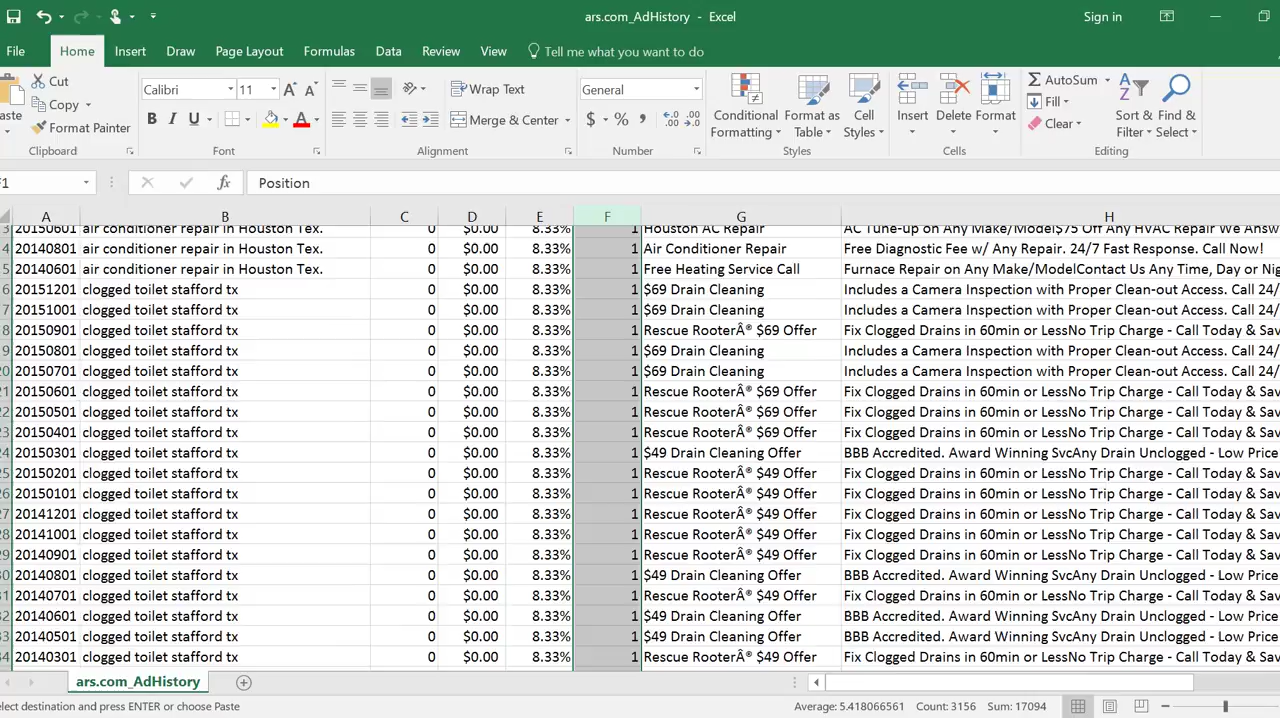 ars.com_AdHistory - Excel
Sign in
File Home Insert Draw Page Layout Formulas Data Review View Tell me what you want to do
Cut
Copy
Format Painter
Clipboard
Calibri 11
B I U
Font
Wrap Text
Merge & Center
Alignment
General
$ % ,
Number
Conditional Formatting
Format as Table
Cell Styles
Styles
Insert Delete Format
Cells
AutoSum
Fill
Clear
Sort & Filter
Find & Select
Editing
fx Position
A B C D E F G H
20150601 air conditioner repair in Houston Tex. 0 $0.00 8.33% 1 Houston AC Repair AC Tune-up on Any Make/Model$75 Off Any HVAC Repair We Answ
20140801 air conditioner repair in Houston Tex. 0 $0.00 8.33% 1 Air Conditioner Repair Free Diagnostic Fee w/ Any Repair. 24/7 Fast Response. Call Now!
20140601 air conditioner repair in Houston Tex. 0 $0.00 8.33% 1 Free Heating Service Call Furnace Repair on Any Make/ModelContact Us Any Time, Day or Nig
20151201 clogged toilet stafford tx 0 $0.00 8.33% 1 $69 Drain Cleaning Includes a Camera Inspection with Proper Clean-out Access. Call 24/
20151001 clogged toilet stafford tx 0 $0.00 8.33% 1 $69 Drain Cleaning Includes a Camera Inspection with Proper Clean-out Access. Call 24/
20150901 clogged toilet stafford tx 0 $0.00 8.33% 1 Rescue RooterÂ® $69 Offer Fix Clogged Drains in 60min or LessNo Trip Charge - Call Today & Sav
20150801 clogged toilet stafford tx 0 $0.00 8.33% 1 $69 Drain Cleaning Includes a Camera Inspection with Proper Clean-out Access. Call 24/
20150701 clogged toilet stafford tx 0 $0.00 8.33% 1 $69 Drain Cleaning Includes a Camera Inspection with Proper Clean-out Access. Call 24/
20150601 clogged toilet stafford tx 0 $0.00 8.33% 1 Rescue RooterÂ® $69 Offer Fix Clogged Drains in 60min or LessNo Trip Charge - Call Today & Sav
20150501 clogged toilet stafford tx 0 $0.00 8.33% 1 Rescue RooterÂ® $69 Offer Fix Clogged Drains in 60min or LessNo Trip Charge - Call Today & Sav
20150401 clogged toilet stafford tx 0 $0.00 8.33% 1 Rescue RooterÂ® $69 Offer Fix Clogged Drains in 60min or LessNo Trip Charge - Call Today & Sav
20150301 clogged toilet stafford tx 0 $0.00 8.33% 1 $49 Drain Cleaning Offer BBB Accredited. Award Winning SvcAny Drain Unclogged - Low Price
20150201 clogged toilet stafford tx 0 $0.00 8.33% 1 Rescue RooterÂ® $49 Offer Fix Clogged Drains in 60min or LessNo Trip Charge - Call Today & Sav
20150101 clogged toilet stafford tx 0 $0.00 8.33% 1 Rescue RooterÂ® $49 Offer Fix Clogged Drains in 60min or LessNo Trip Charge - Call Today & Sav
20141201 clogged toilet stafford tx 0 $0.00 8.33% 1 Rescue RooterÂ® $49 Offer Fix Clogged Drains in 60min or LessNo Trip Charge - Call Today & Sav
20141001 clogged toilet stafford tx 0 $0.00 8.33% 1 Rescue RooterÂ® $49 Offer Fix Clogged Drains in 60min or LessNo Trip Charge - Call Today & Sav
20140901 clogged toilet stafford tx 0 $0.00 8.33% 1 Rescue RooterÂ® $49 Offer Fix Clogged Drains in 60min or LessNo Trip Charge - Call Today & Sav
20140801 clogged toilet stafford tx 0 $0.00 8.33% 1 $49 Drain Cleaning Offer BBB Accredited. Award Winning SvcAny Drain Unclogged - Low Price
20140701 clogged toilet stafford tx 0 $0.00 8.33% 1 Rescue RooterÂ® $49 Offer Fix Clogged Drains in 60min or LessNo Trip Charge - Call Today & Sav
20140601 clogged toilet stafford tx 0 $0.00 8.33% 1 $49 Drain Cleaning Offer BBB Accredited. Award Winning SvcAny Drain Unclogged - Low Price
20140501 clogged toilet stafford tx 0 $0.00 8.33% 1 $49 Drain Cleaning Offer BBB Accredited. Award Winning SvcAny Drain Unclogged - Low Price
20140301 clogged toilet stafford tx 0 $0.00 8.33% 1 Rescue RooterÂ® $49 Offer Fix Clogged Drains in 60min or LessNo Trip Charge - Call Today & Sav
ars.com_AdHistory
elect destination and press ENTER or choose Paste Average: 5.418066561 Count: 3156 Sum: 17094